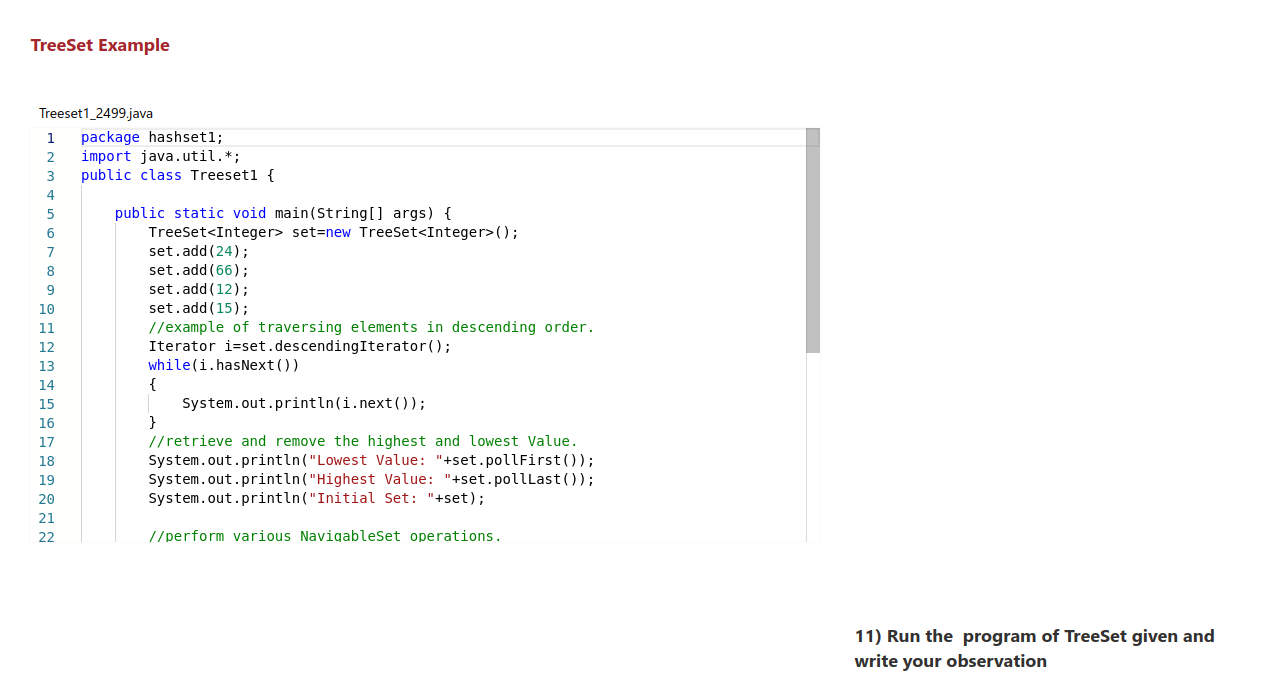 TreeSet Example
Treeset1_2499.java
1 package hashset1;
2 import java.util.*;
3 public class Treeset1 {
4
5     public static void main(String[] args) {
6         TreeSet<Integer> set=new TreeSet<Integer>();
7         set.add(24);
8         set.add(66);
9         set.add(12);
10         set.add(15);
11         //example of traversing elements in descending order.
12         Iterator i=set.descendingIterator();
13         while(i.hasNext())
14         {
15             System.out.println(i.next());
16         }
17         //retrieve and remove the highest and lowest Value.
18         System.out.println("Lowest Value: "+set.pollFirst());
19         System.out.println("Highest Value: "+set.pollLast());
20         System.out.println("Initial Set: "+set);
21
22         //perform various NavigableSet operations.
11) Run the  program of TreeSet given and
write your observation